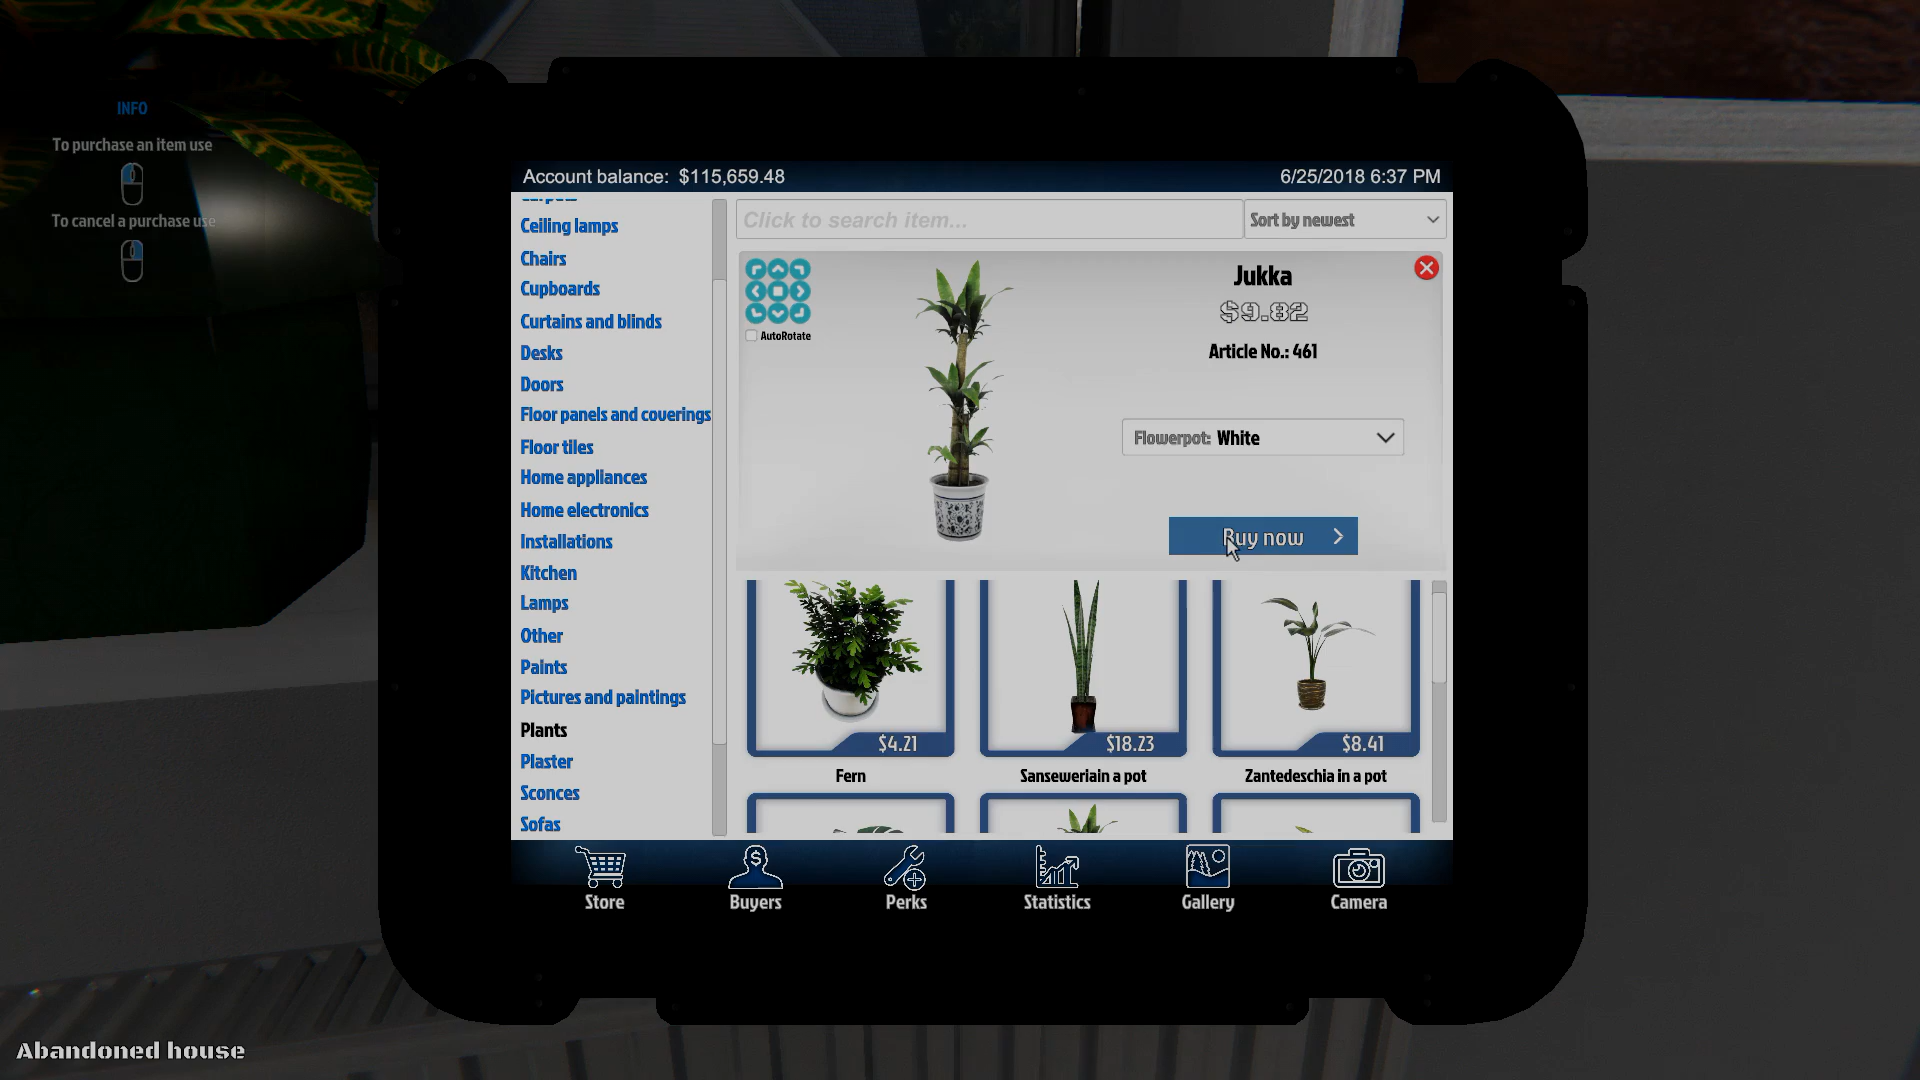 INFO
To purchase an item use
To cancel a purchase use
Account balance: $115,659.48
6/25/2018 6:37 PM
Carpets
Ceiling lamps
Chairs
Cupboards
Curtains and blinds
Desks
Doors
Floor panels and coverings
Floor tiles
Home appliances
Home electronics
Installations
Kitchen
Lamps
Other
Paints
Pictures and paintings
Plants
Plaster
Sconces
Sofas
Click to search item...
Sort by newest
AutoRotate
Jukka
$9.82
Article No.: 461
Flowerpot: White
Buy now
$4.21
$18.23
$8.41
Fern
Sanseweriain a pot
Zantedeschia in a pot
Store
Buyers
Perks
Statistics
Gallery
Camera
Abandoned house